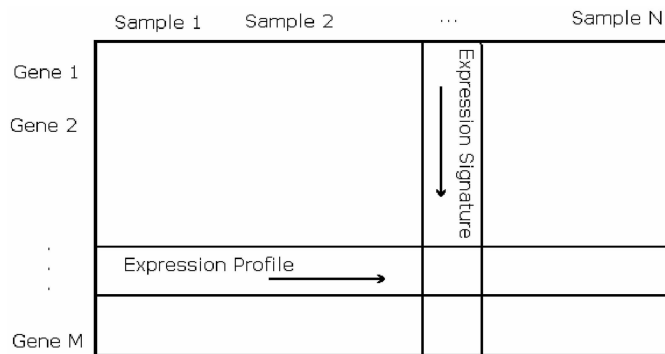 Sample 1 Sample 2 ... Sample N
Gene 1
Gene 2
Expression Signature
.
.
.
Expression Profile
Gene M